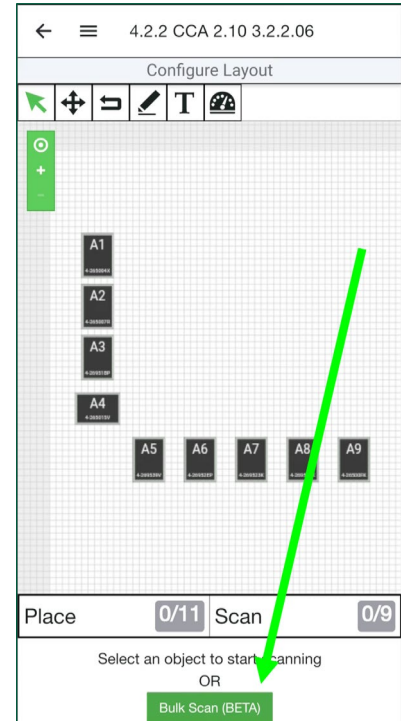 4.2.2 CCA 2.10 3.2.2.06
Configure Layout
T
A1
A2
A3
A4
A5 A6 A7 A8 A9
Place 0/11 Scan 0/9
Select an object to start scanning
OR
Bulk Scan (BETA)